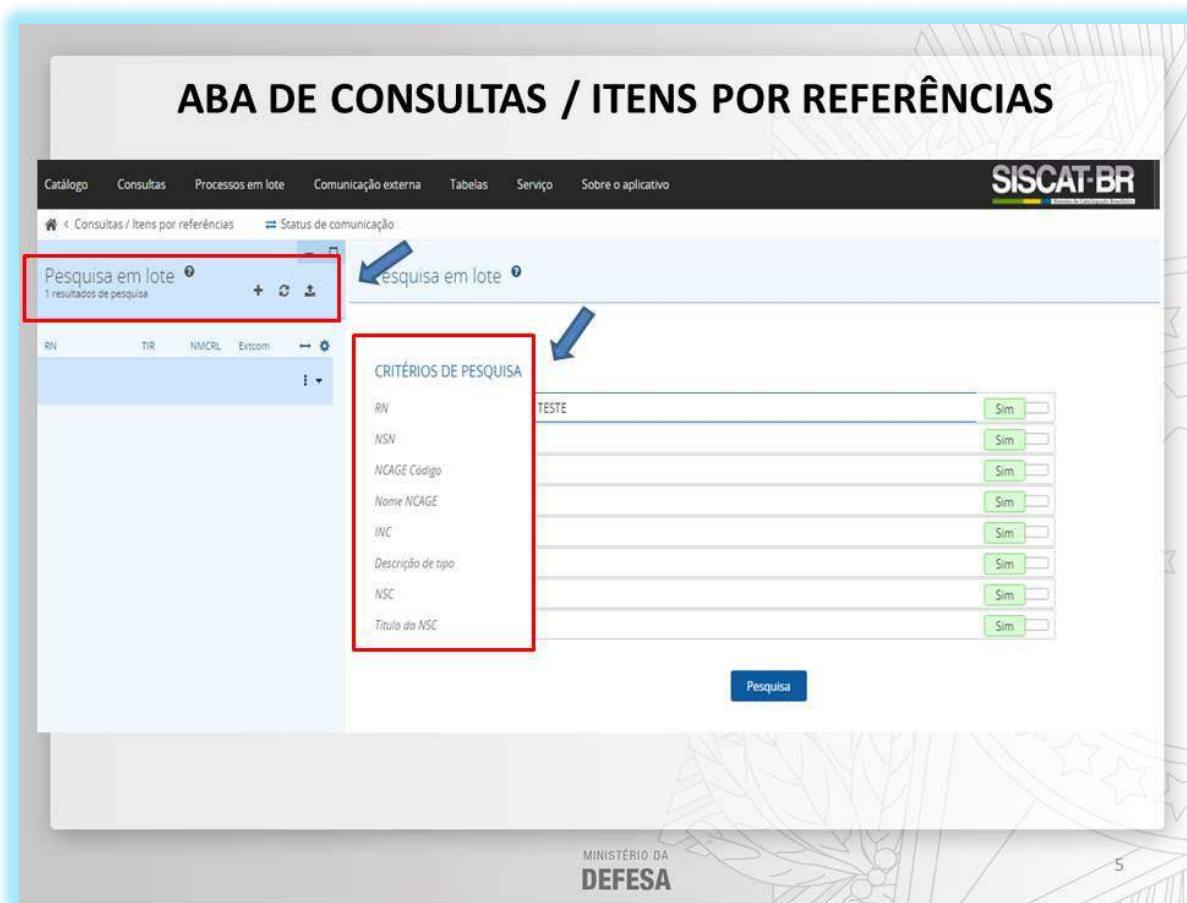 ABA DE CONSULTAS / ITENS POR REFERÊNCIAS
Catálogo Consultas Processos em lote Comunicação externa Tabelas Serviço Sobre o aplicativo
SISCAT-BR
< Consultas / Itens por referências Status de comunicação
Pesquisa em lote
1 resultados de pesquisa
esquisa em lote
RN TIR NMCRL Extcom
CRITÉRIOS DE PESQUISA
RN TESTE Sim
NSN Sim
NCAGE Código Sim
Nome NCAGE Sim
INC Sim
Descrição de tipo Sim
NSC Sim
Título da NSC Sim
Pesquisa
MINISTÉRIO DA
DEFESA
5